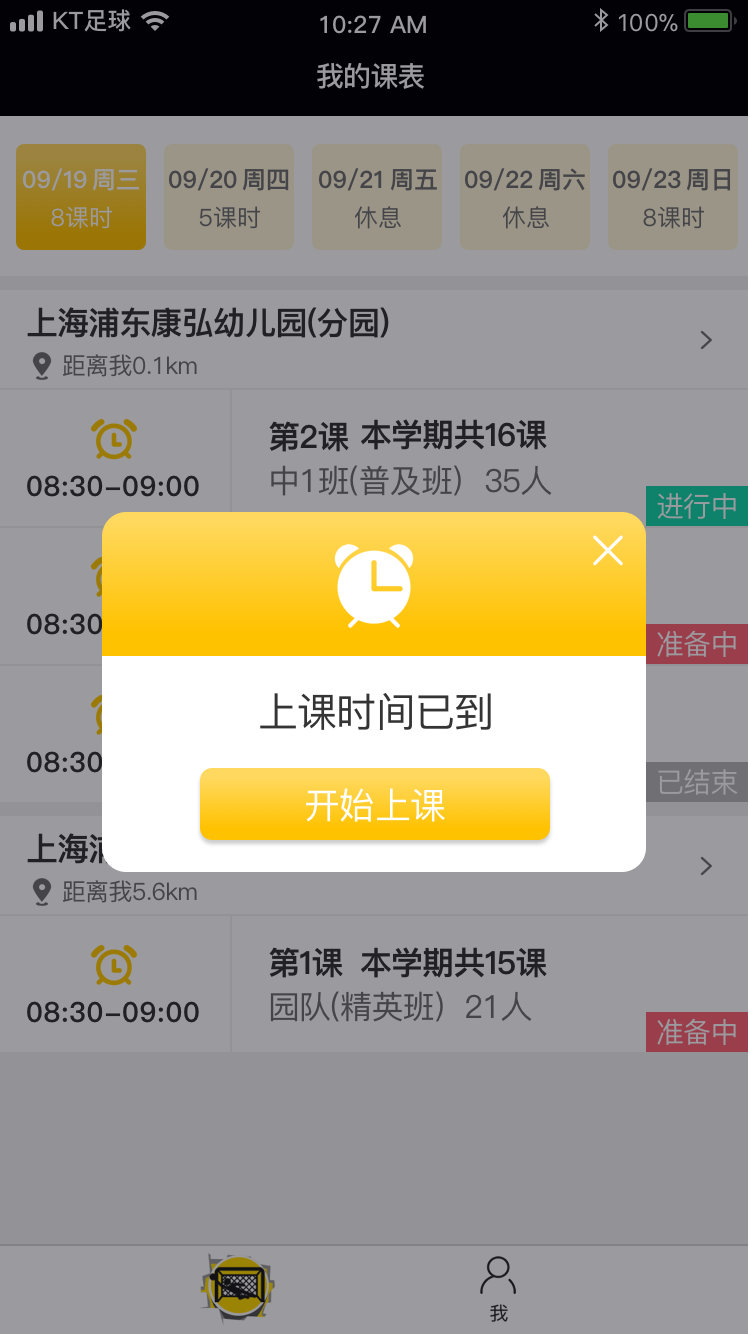 KT足球
10:27 AM
100%
我的课表
09/19 周三
8课时
09/20 周四
5课时
09/21 周五
休息
09/22 周六
休息
09/23 周日
8课时
上海浦东康弘幼儿园(分园)
距离我0.1km
第2课 本学期共16课
08:30-09:00
中1班(普及班) 35人
进行中
上课时间已到
08:30
准备中
08:30
已结束
开始上课
上海
距离我5.6km
第1课 本学期共15课
08:30-09:00
园队(精英班) 21人
准备中
我